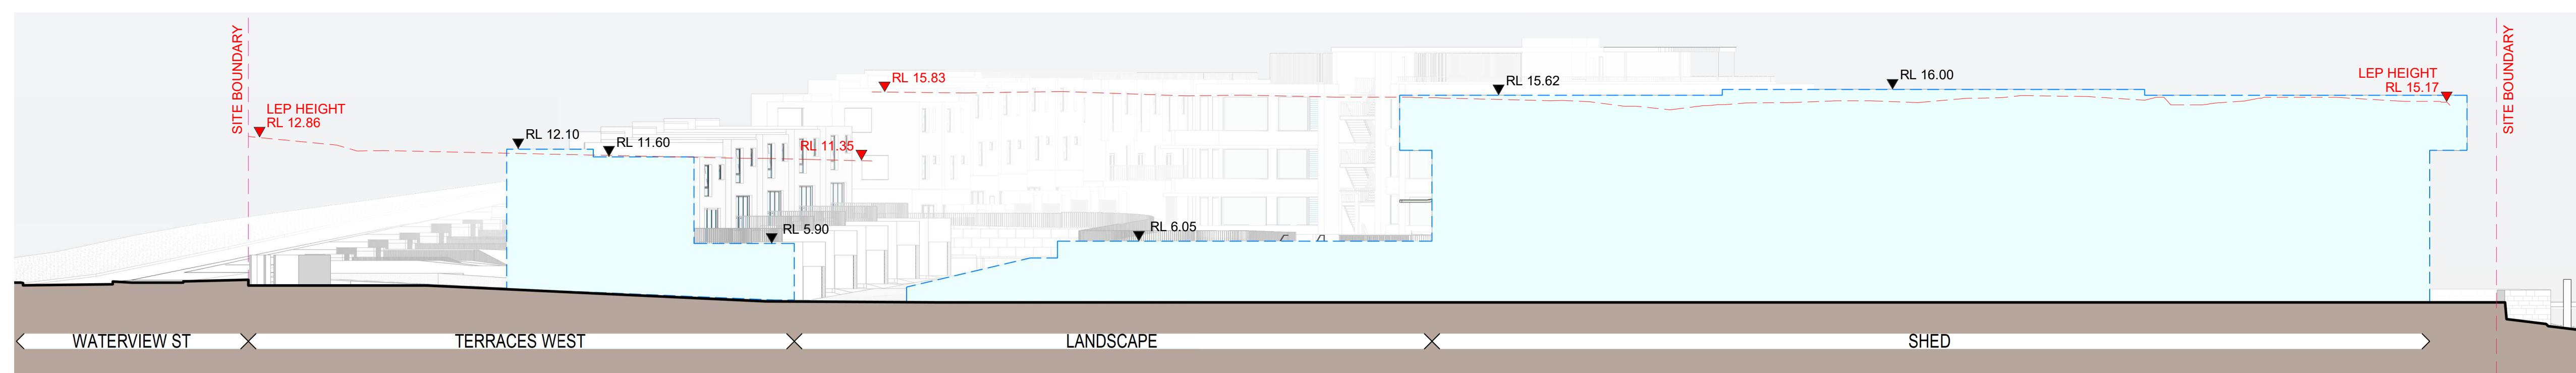 SITE BOUNDARY
LEP HEIGHT
RL 12.86
RL 12.10
RL 11.60
RL 5.90
RL 15.83
RL 11.35
RL 6.05
RL 15.62
RL 16.00
LEP HEIGHT
RL 15.17
SITE BOUNDARY
WATERVIEW ST
TERRACES WEST
LANDSCAPE
SHED